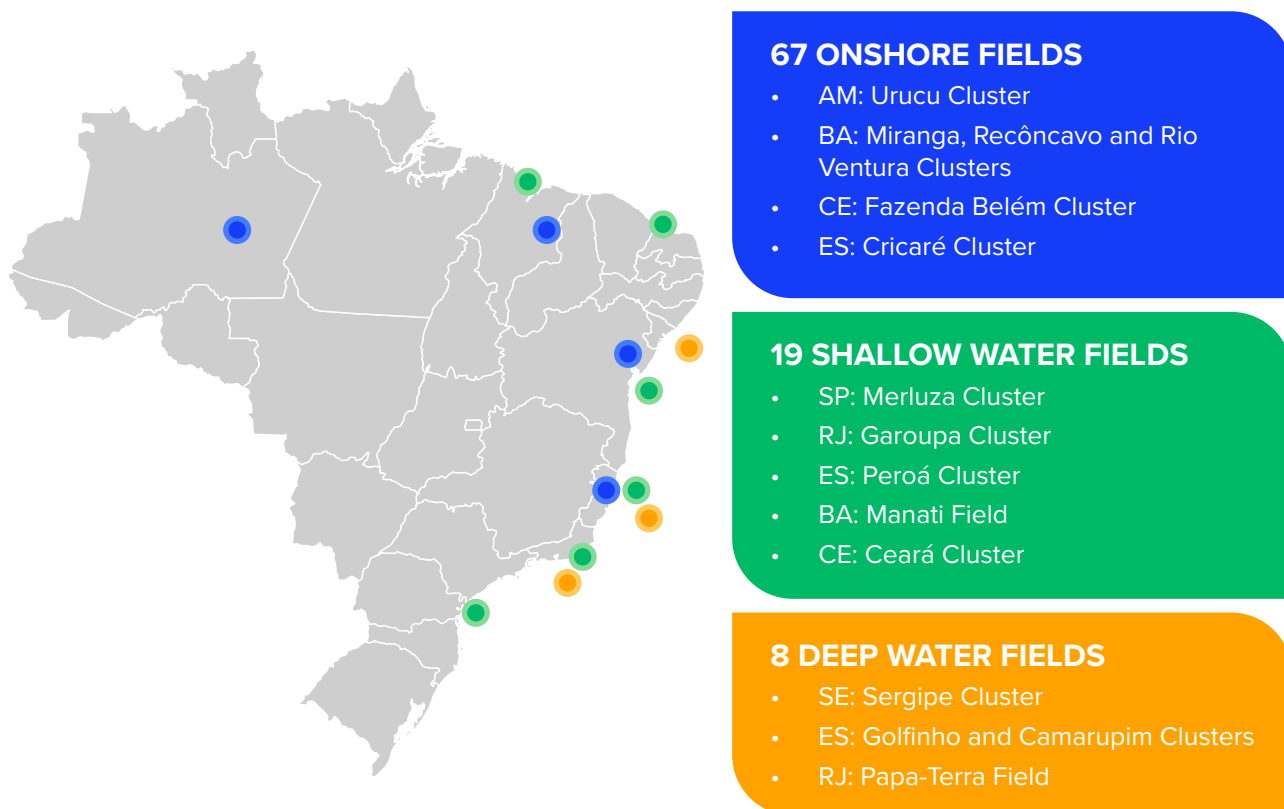 67 ONSHORE FIELDS
• AM: Urucu Cluster
• BA: Miranga, Recôncavo and Rio
Ventura Clusters
• CE: Fazenda Belém Cluster
• ES: Cricaré Cluster
19 SHALLOW WATER FIELDS
• SP: Merluza Cluster
• RJ: Garoupa Cluster
• ES: Peroá Cluster
• BA: Manati Field
• CE: Ceará Cluster
8 DEEP WATER FIELDS
• SE: Sergipe Cluster
• ES: Golfinho and Camarupim Clusters
• RJ: Papa-Terra Field